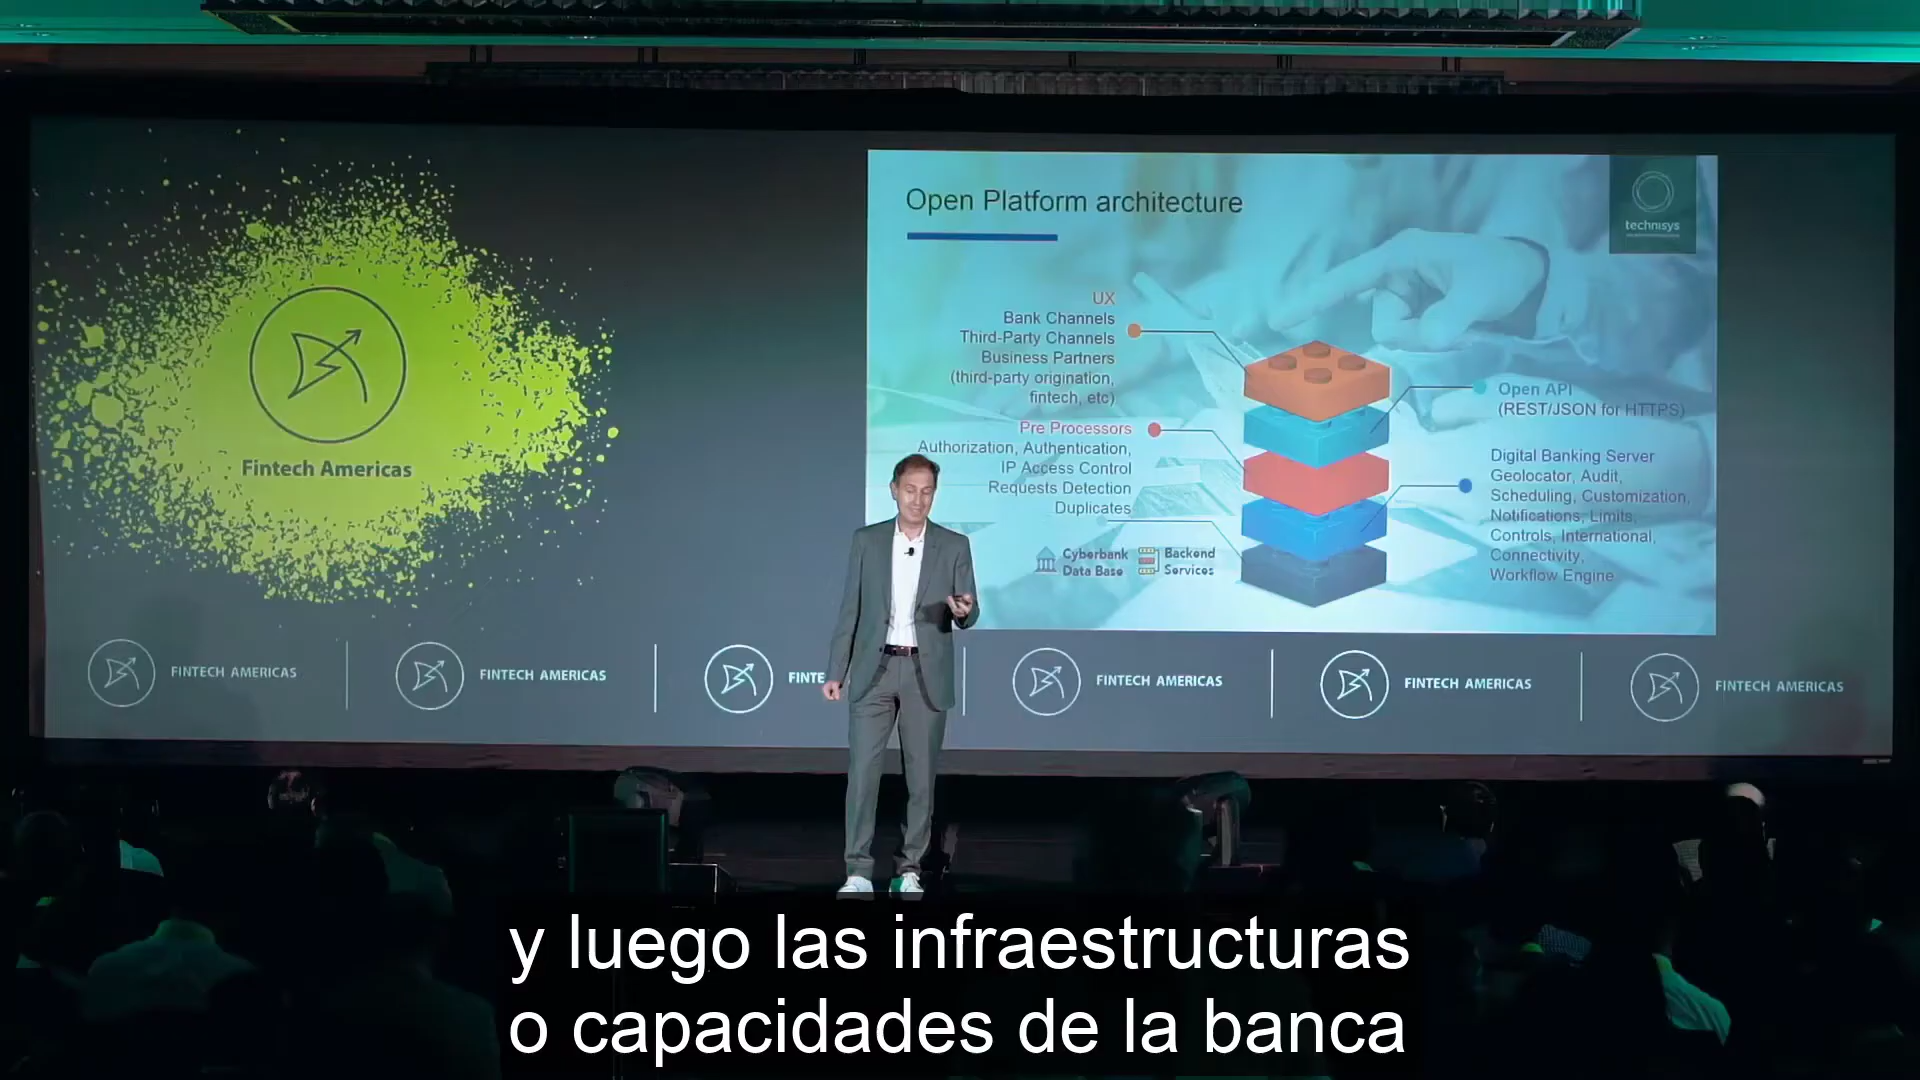 Fintech Americas
Open Platform architecture
technisys
UX
Bank Channels
Third-Party Channels
Business Partners
(third-party origination,
fintech, etc)
Pre Processors
Authorization, Authentication,
IP Access Control
Requests Detection
Duplicates
Cyberbank
Data Base
Backend
Services
Open API
(REST/JSON for HTTPS)
Digital Banking Server
Geolocator, Audit,
Scheduling, Customization,
Notifications, Limits,
Controls, International,
Connectivity,
Workflow Engine
FINTECH AMERICAS
FINTECH AMERICAS
FINTE
FINTECH AMERICAS
FINTECH AMERICAS
FINTECH AMERICAS
y luego las infraestructuras
o capacidades de la banca